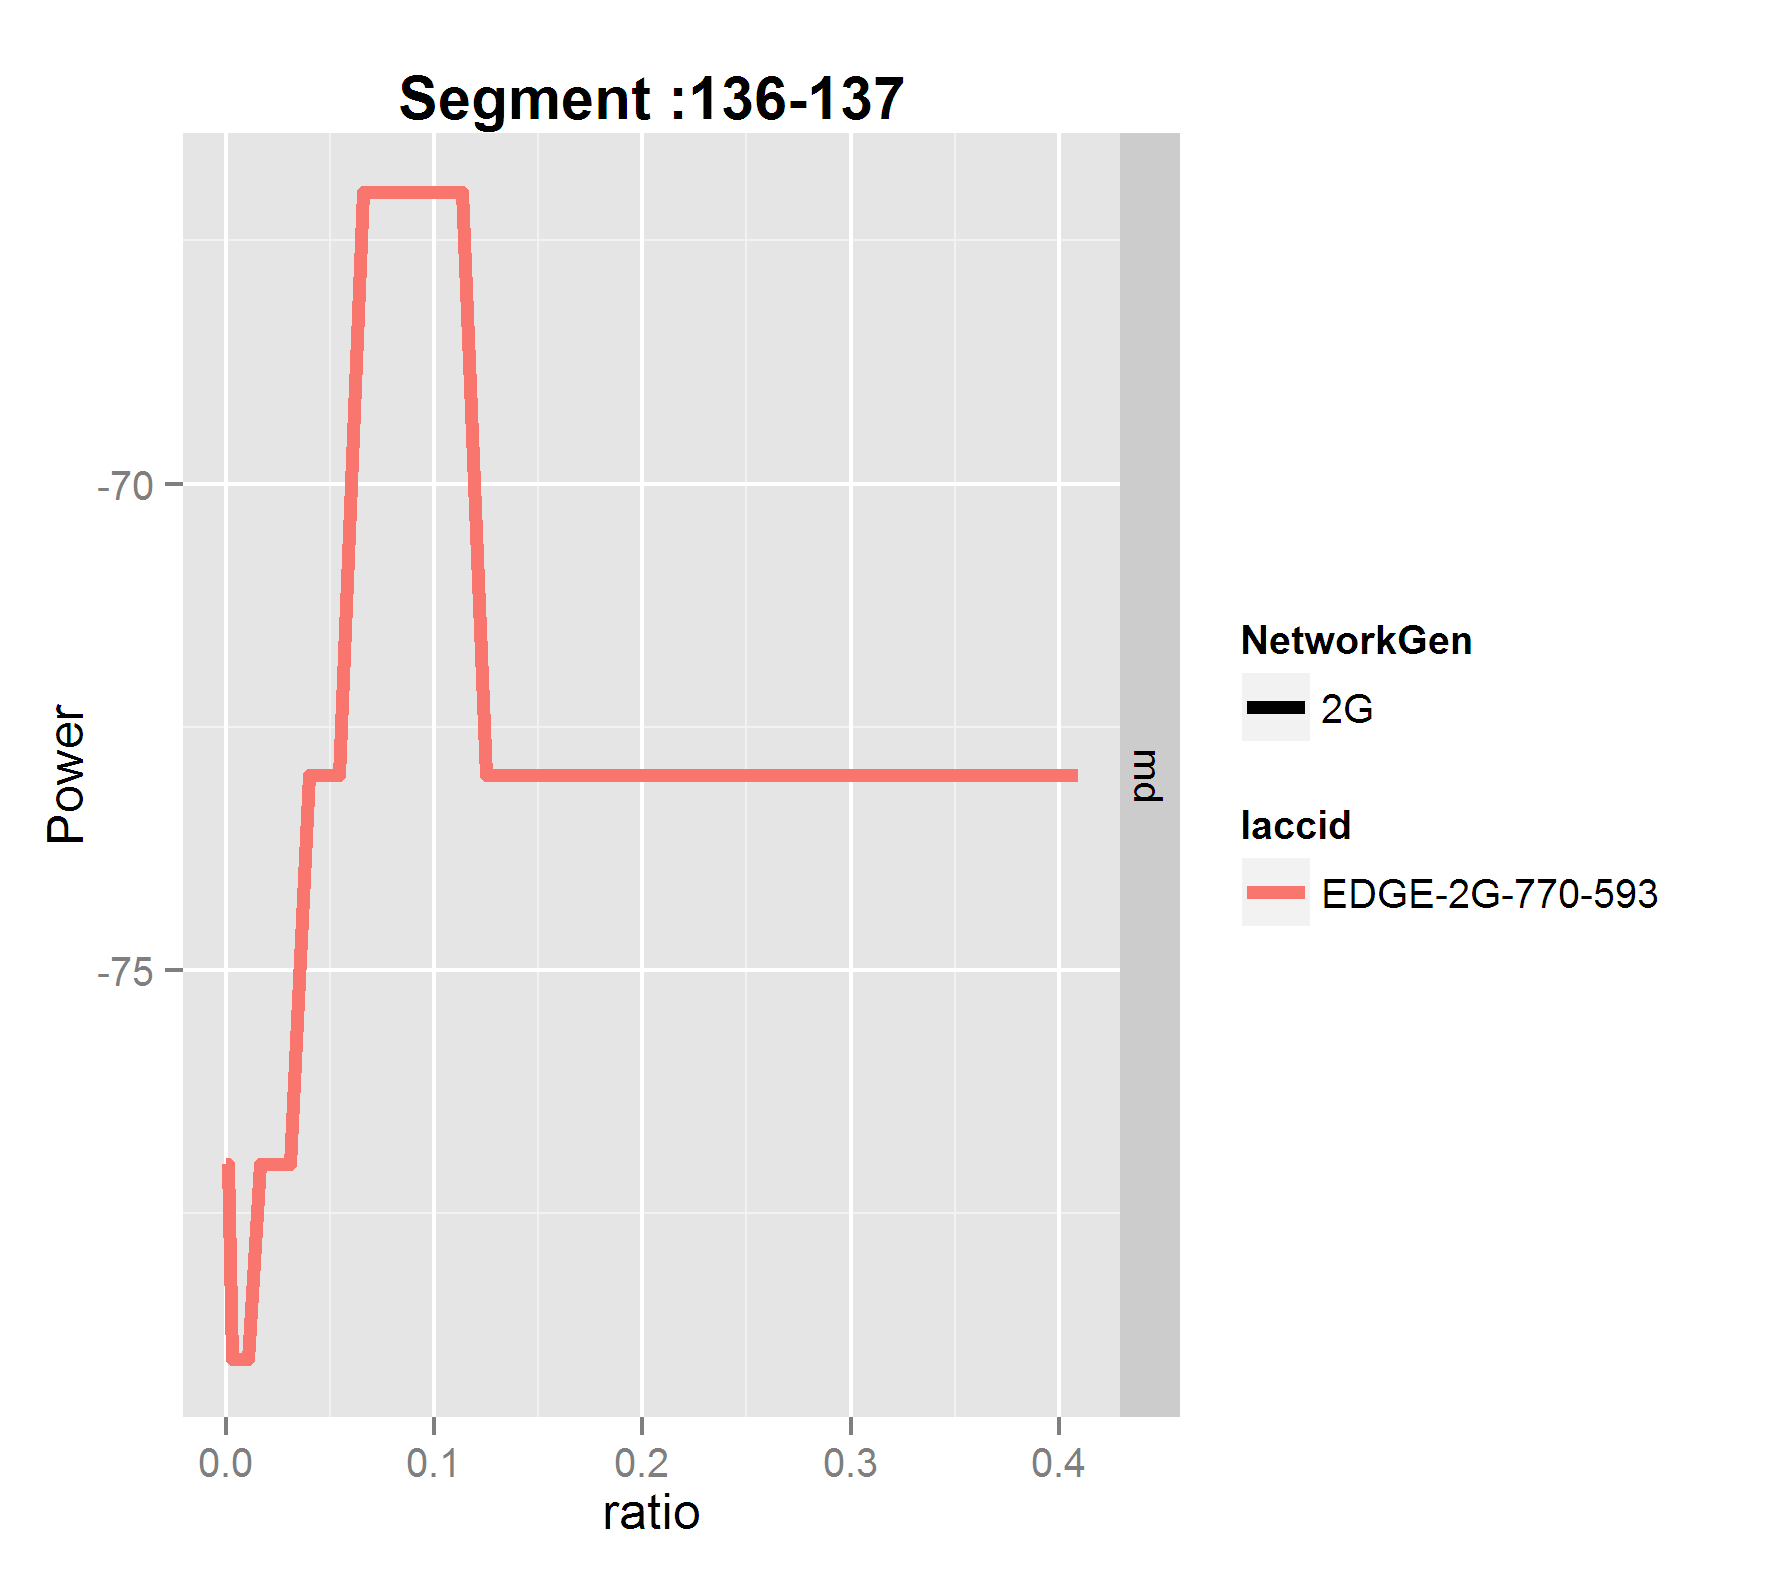 Segment :136-137
-70
-75
Power
0.0
0.1
0.2
0.3
0.4
ratio
md
NetworkGen
2G
laccid
EDGE-2G-770-593